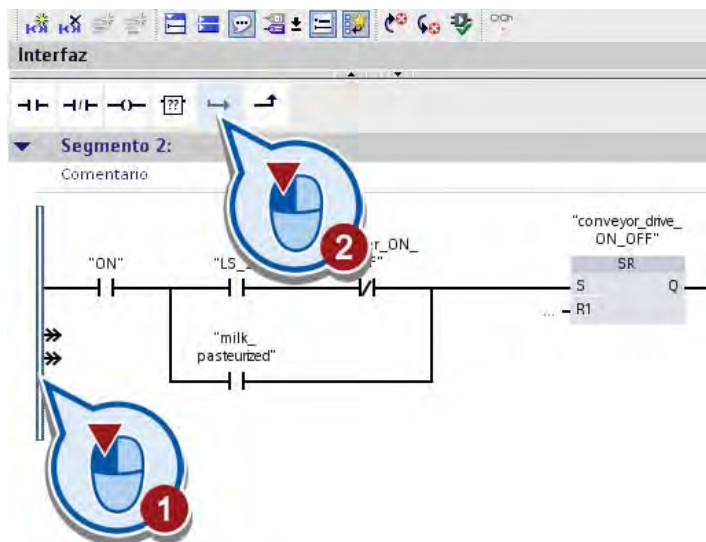 Interfaz
??
Segmento 2:
Comentario
2
"conveyor_drive_
ON_OFF"
"ON"
SR
S Q
... R1
"milk_
pasteurized"
1